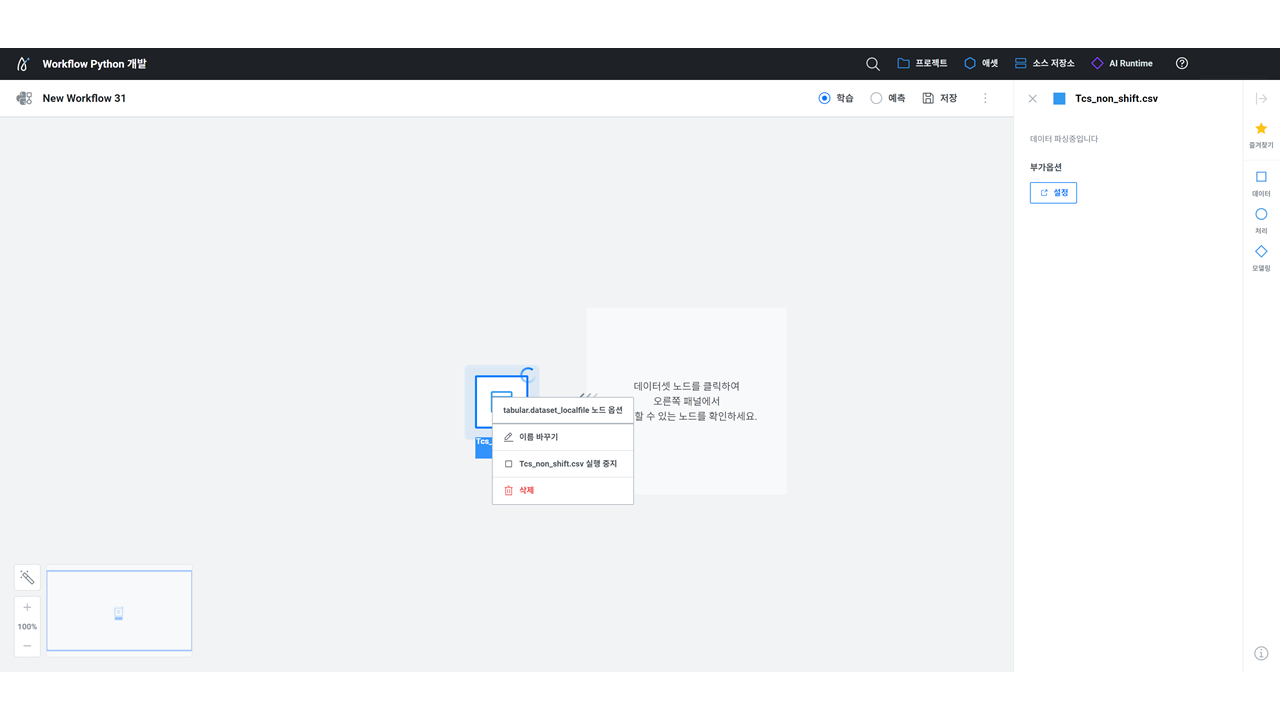 Workflow Python 개발
프로젝트
애셋
소스 저장소
AI Runtime
New Workflow 31
학습
예측
저장
Tcs_non_shift.csv
데이터 파싱중입니다
부가옵션
설정
즐겨찾기
데이터
처리
모델링
데이터셋 노드를 클릭하여
오른쪽 패널에서
할 수 있는 노드를 확인하세요.
Tcs_
tabular.dataset_localfile 노드 옵션
이름 바꾸기
Tcs_non_shift.csv 실행 중지
삭제
100%